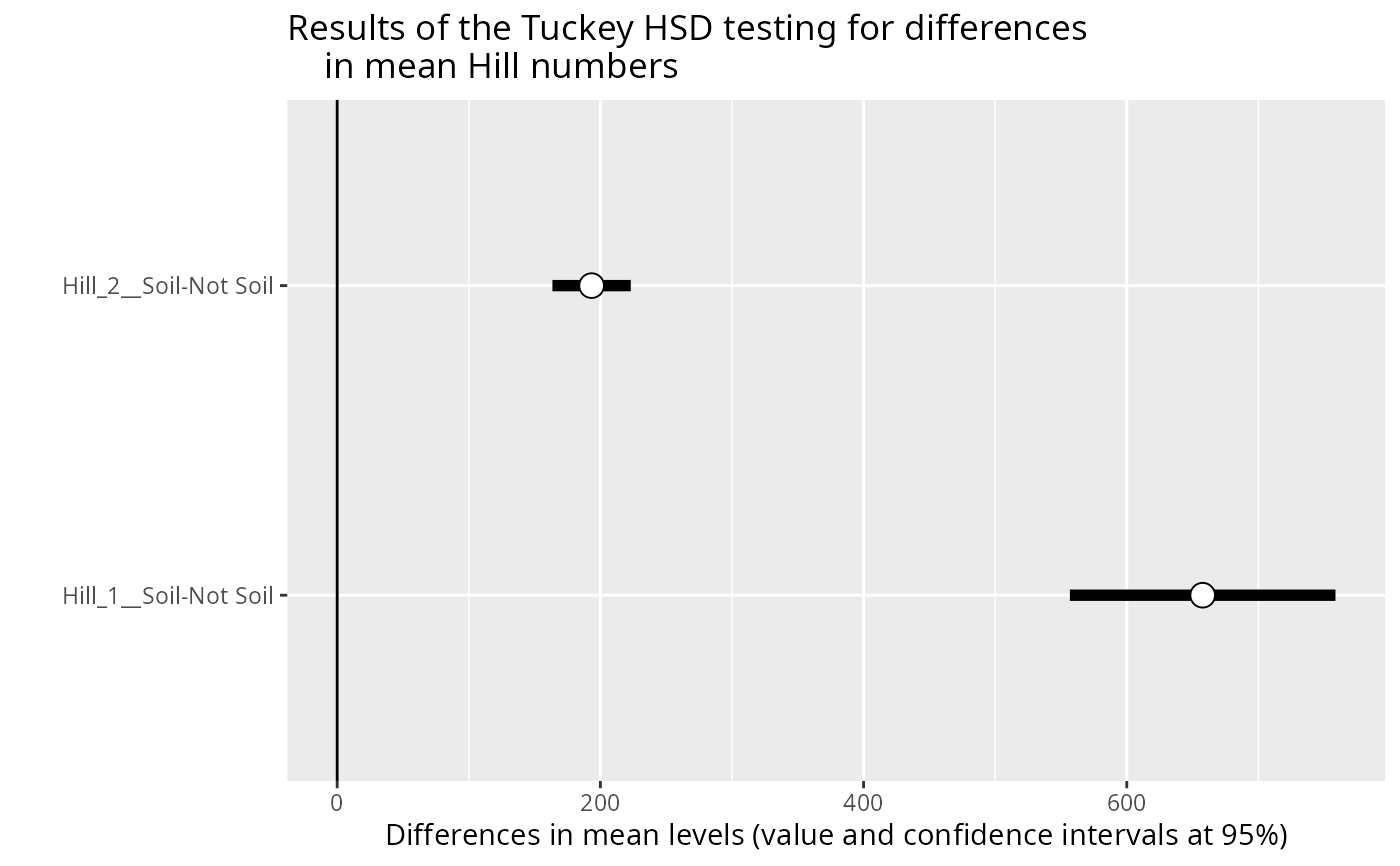 Results of the Tuckey HSD testing for differences
in mean Hill numbers
Hill_2__Soil-Not Soil
Hill_1__Soil-Not Soil
0 200 400 600
Differences in mean levels (value and confidence intervals at 95%)